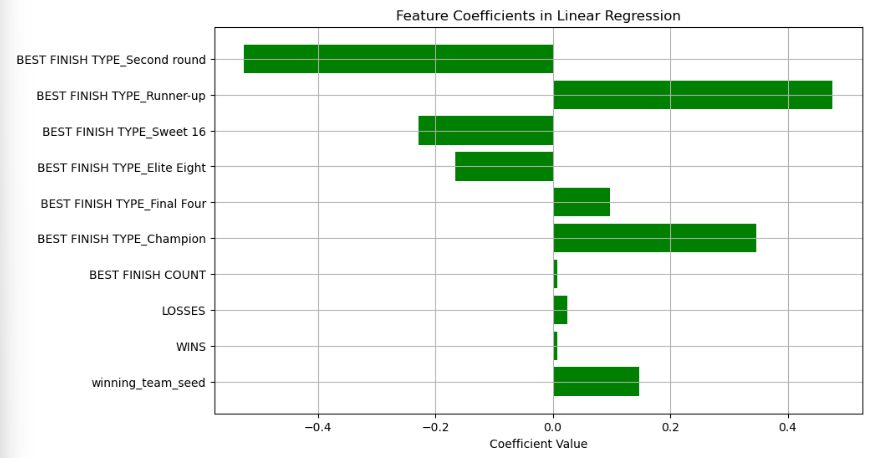 Feature Coefficients in Linear Regression
BEST FINISH TYPE_Second round
BEST FINISH TYPE_Runner-up
BEST FINISH TYPE_Sweet 16
BEST FINISH TYPE_Elite Eight
BEST FINISH TYPE_Final Four
BEST FINISH TYPE_Champion
BEST FINISH COUNT
LOSSES
WINS
winning_team_seed
−0.4 −0.2 0.0 0.2 0.4
Coefficient Value